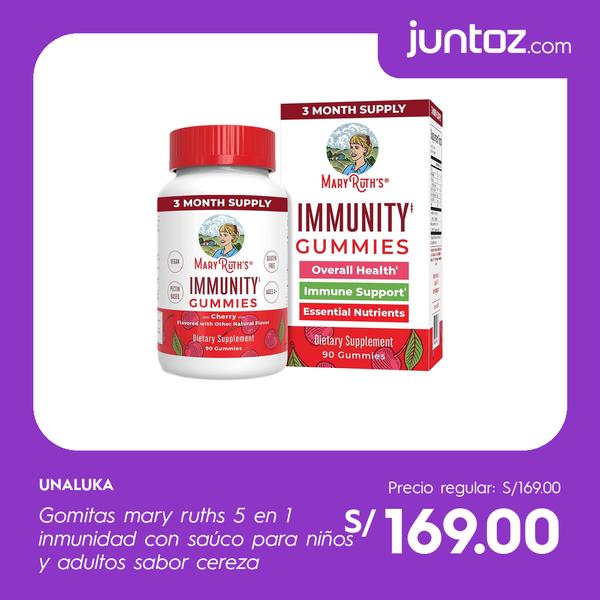 juntoz.com
3 MONTH SUPPLY
MARY RUTH'S®
VEGAN
GLUTEN FREE
PECTIN BASED
AGES 4+
IMMUNITY
GUMMIES
Cherry
Flavored with Other Natural Flavor
Dietary Supplement
90 Gummies
3 MONTH SUPPLY
MARY RUTH'S®
IMMUNITY‡
GUMMIES
Overall Health‡
Immune Support‡
Essential Nutrients
Dietary Supplement
90 Gummies
UNALUKA
Gomitas mary ruths 5 en 1
inmunidad con saúco para niños
y adultos sabor cereza
Precio regular: S/169.00
S/ 169.00